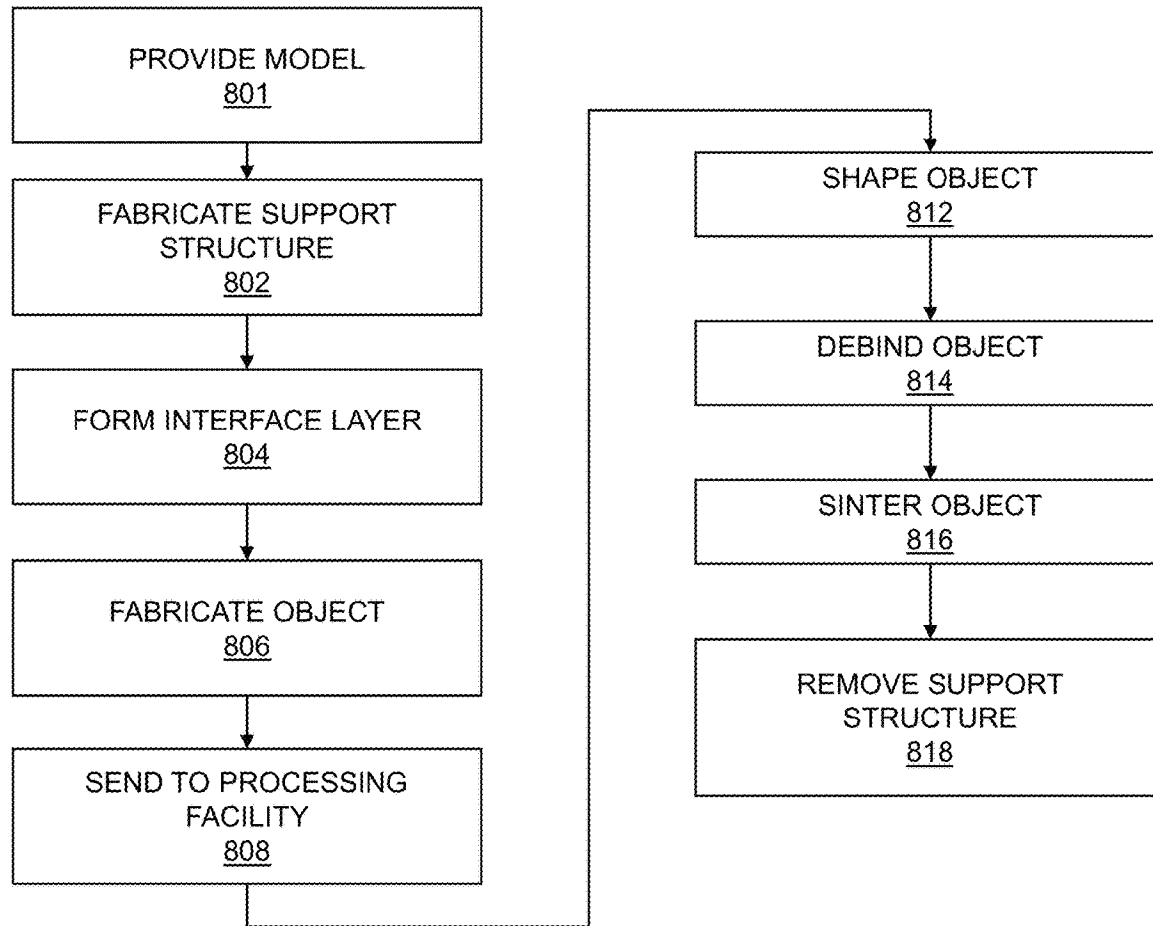 PROVIDE MODEL
801
FABRICATE SUPPORT
STRUCTURE
802
FORM INTERFACE LAYER
804
FABRICATE OBJECT
806
SEND TO PROCESSING
FACILITY
808
SHAPE OBJECT
812
DEBIND OBJECT
814
SINTER OBJECT
816
REMOVE SUPPORT
STRUCTURE
818